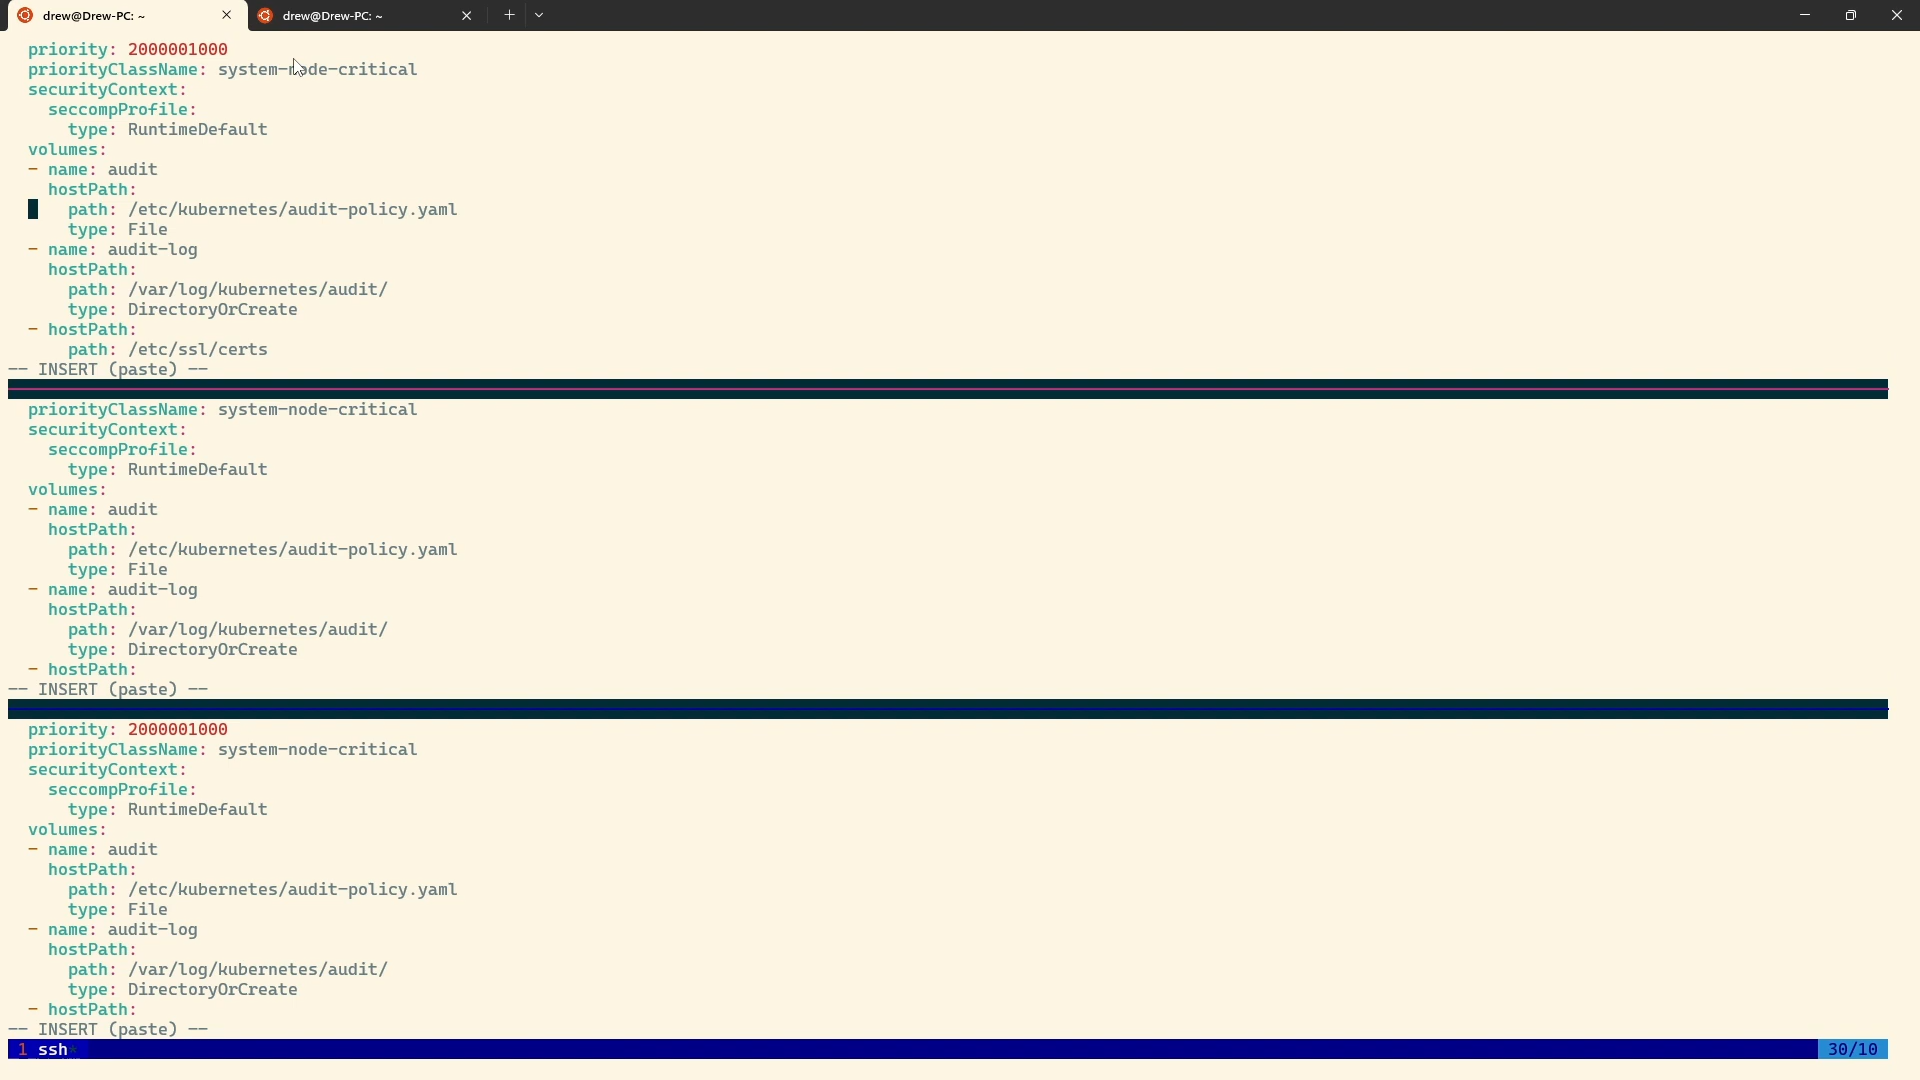 drew@Drew-PC: ~
drew@Drew-PC: ~
priority: 2000001000
priorityClassName: system-node-critical
securityContext:
seccompProfile:
type: RuntimeDefault
volumes:
- name: audit
hostPath:
path: /etc/kubernetes/audit-policy.yaml
type: File
- name: audit-log
hostPath:
path: /var/log/kubernetes/audit/
type: DirectoryOrCreate
- hostPath:
path: /etc/ssl/certs
-- INSERT (paste) --
priorityClassName: system-node-critical
securityContext:
seccompProfile:
type: RuntimeDefault
volumes:
- name: audit
hostPath:
path: /etc/kubernetes/audit-policy.yaml
type: File
- name: audit-log
hostPath:
path: /var/log/kubernetes/audit/
type: DirectoryOrCreate
- hostPath:
-- INSERT (paste) --
priority: 2000001000
priorityClassName: system-node-critical
securityContext:
seccompProfile:
type: RuntimeDefault
volumes:
- name: audit
hostPath:
path: /etc/kubernetes/audit-policy.yaml
type: File
- name: audit-log
hostPath:
path: /var/log/kubernetes/audit/
type: DirectoryOrCreate
- hostPath:
-- INSERT (paste) --
1 ssh* 30/10